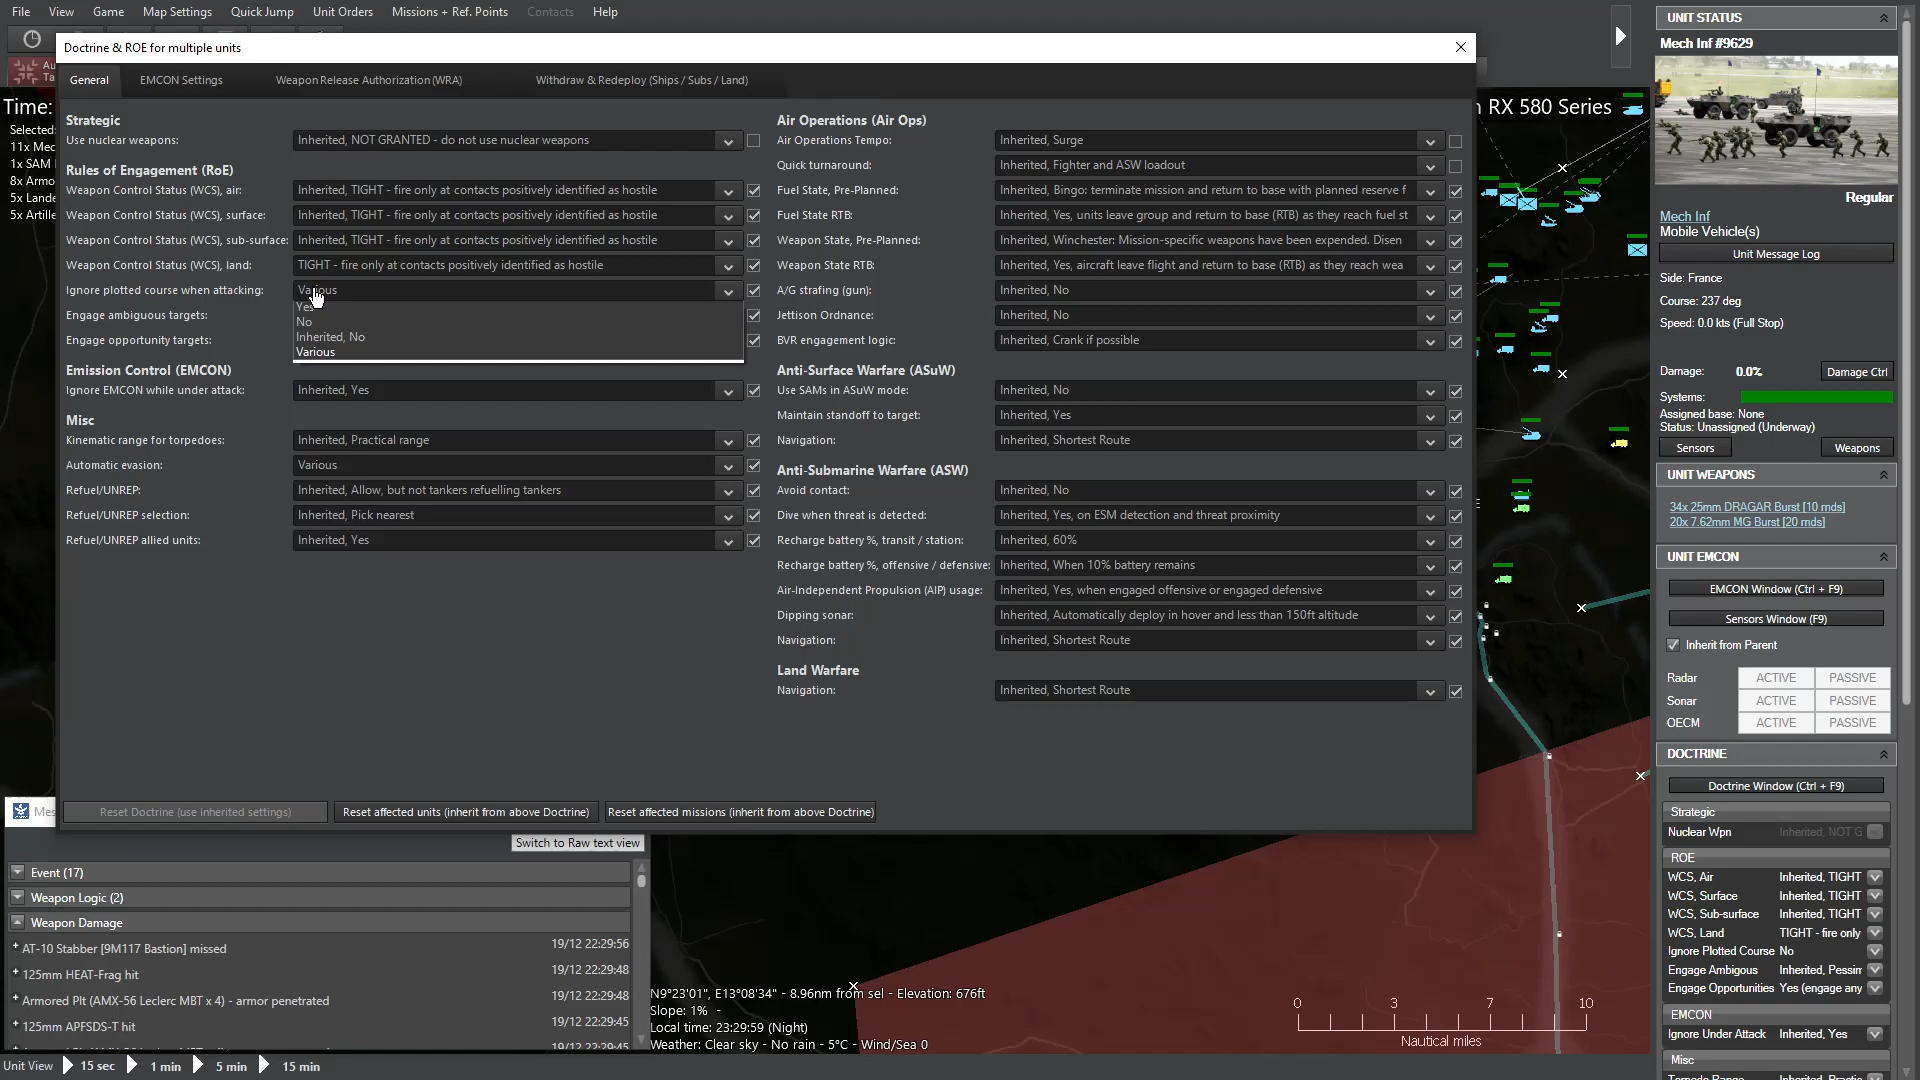 File View Game Map Settings Quick Jump Unit Orders Missions + Ref. Points Contacts Help
Doctrine & ROE for multiple units
General EMCON Settings Weapon Release Authorization (WRA) Withdraw & Redeploy (Ships / Subs / Land)
Time:
Selected:
11x Mec
1x SAM
8x Armo
5x Lande
5x Artille
RX 580 Series
Strategic
Use nuclear weapons: Inherited, NOT GRANTED - do not use nuclear weapons
Rules of Engagement (RoE)
Weapon Control Status (WCS), air: Inherited, TIGHT - fire only at contacts positively identified as hostile
Weapon Control Status (WCS), surface: Inherited, TIGHT - fire only at contacts positively identified as hostile
Weapon Control Status (WCS), sub-surface: Inherited, TIGHT - fire only at contacts positively identified as hostile
Weapon Control Status (WCS), land: TIGHT - fire only at contacts positively identified as hostile
Ignore plotted course when attacking: Various
Yes
Engage ambiguous targets:
No
Inherited, No
Engage opportunity targets:
Various
Emission Control (EMCON)
Ignore EMCON while under attack: Inherited, Yes
Misc
Kinematic range for torpedoes: Inherited, Practical range
Automatic evasion: Various
Refuel/UNREP: Inherited, Allow, but not tankers refuelling tankers
Refuel/UNREP selection: Inherited, Pick nearest
Refuel/UNREP allied units: Inherited, Yes
Air Operations (Air Ops)
Air Operations Tempo: Inherited, Surge
Quick turnaround: Inherited, Fighter and ASW loadout
Fuel State, Pre-Planned: Inherited, Bingo: terminate mission and return to base with planned reserve f
Fuel State RTB: Inherited, Yes, units leave group and return to base (RTB) as they reach fuel st
Weapon State, Pre-Planned: Inherited, Winchester: Mission-specific weapons have been expended. Disen
Weapon State RTB: Inherited, Yes, aircraft leave flight and return to base (RTB) as they reach wea
A/G strafing (gun): Inherited, No
Jettison Ordnance: Inherited, No
BVR engagement logic: Inherited, Crank if possible
Anti-Surface Warfare (ASuW)
Use SAMs in ASuW mode: Inherited, No
Maintain standoff to target: Inherited, Yes
Navigation: Inherited, Shortest Route
Anti-Submarine Warfare (ASW)
Avoid contact: Inherited, No
Dive when threat is detected: Inherited, Yes, on ESM detection and threat proximity
Recharge battery %, transit / station: Inherited, 60%
Recharge battery %, offensive / defensive: Inherited, When 10% battery remains
Air-Independent Propulsion (AIP) usage: Inherited, Yes, when engaged offensive or engaged defensive
Dipping sonar: Inherited, Automatically deploy in hover and less than 150ft altitude
Navigation: Inherited, Shortest Route
Land Warfare
Navigation: Inherited, Shortest Route
Reset Doctrine (use inherited settings) Reset affected units (inherit from above Doctrine) Reset affected missions (inherit from above Doctrine)
Mes
Switch to Raw text view
Event (17)
Weapon Logic (2)
Weapon Damage
AT-10 Stabber [9M117 Bastion] missed 19/12 22:29:56
125mm HEAT-Frag hit 19/12 22:29:48
Armored Plt (AMX-56 Leclerc MBT x 4) - armor penetrated 19/12 22:29:48
125mm APFSDS-T hit 19/12 22:29:45
19/12 22:29:45
N9°23'01", E13°08'34" - 8.96nm from sel - Elevation: 676ft
Slope: 1% -
Local time: 23:29:59 (Night)
Weather: Clear sky - No rain - 5°C - Wind/Sea 0
0 3 7 10
Nautical miles
Unit View 15 sec 1 min 5 min 15 min
UNIT STATUS
Mech Inf #9629
Regular
Mech Inf
Mobile Vehicle(s)
Unit Message Log
Side: France
Course: 237 deg
Speed: 0.0 kts (Full Stop)
Damage: 0.0% Damage Ctrl
Systems:
Assigned base: None
Status: Unassigned (Underway)
Sensors Weapons
UNIT WEAPONS
34x 25mm DRAGAR Burst [10 rnds]
20x 7.62mm MG Burst [20 rnds]
UNIT EMCON
EMCON Window (Ctrl + F9)
Sensors Window (F9)
Inherit from Parent
Radar ACTIVE PASSIVE
Sonar ACTIVE PASSIVE
OECM ACTIVE PASSIVE
DOCTRINE
Doctrine Window (Ctrl + F9)
Strategic
Nuclear Wpn Inherited, NOT G
ROE
WCS, Air Inherited, TIGHT
WCS, Surface Inherited, TIGHT
WCS, Sub-surface Inherited, TIGHT
WCS, Land TIGHT - fire only
Ignore Plotted Course No
Engage Ambiguous Inherited, Pessim
Engage Opportunities Yes (engage any
EMCON
Ignore Under Attack Inherited, Yes
Misc